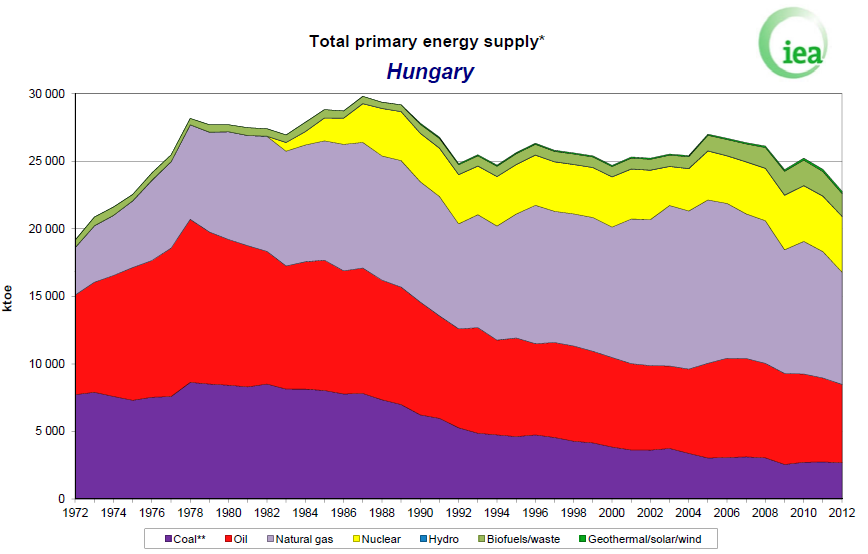 Total primary energy supply*
Hungary
iea
ktoe
30 000
25 000
20 000
15 000
10 000
5 000
0
1972 1974 1976 1978 1980 1982 1984 1986 1988 1990 1992 1994 1996 1998 2000 2002 2004 2006 2008 2010 2012
Coal** Oil Natural gas Nuclear Hydro Biofuels/waste Geothermal/solar/wind